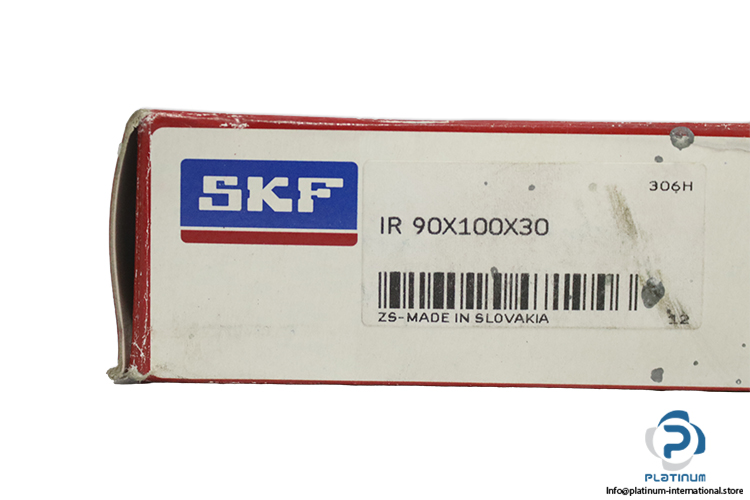 SKF
306H
IR 90X100X30
ZS-MADE IN SLOVAKIA
12
PLATINUM
Info@platinum-international.store